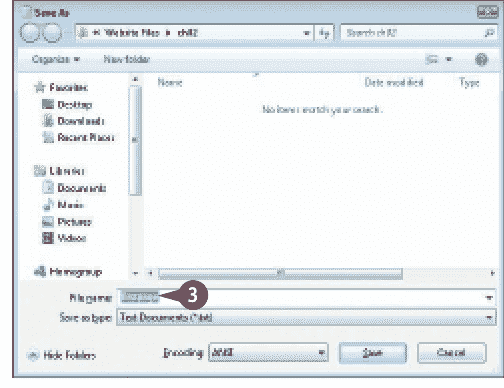 Save As
« Website Files ▸ ch02
Search ch02
Organize
New folder
Name
Date modified
Type
No items match your search.
Favorites
Desktop
Downloads
Recent Places
Libraries
Documents
Music
Pictures
Videos
Homegroup
File name:
3
Save as type: Text Documents (*.txt)
Hide Folders
Encoding: ANSI
Save
Cancel